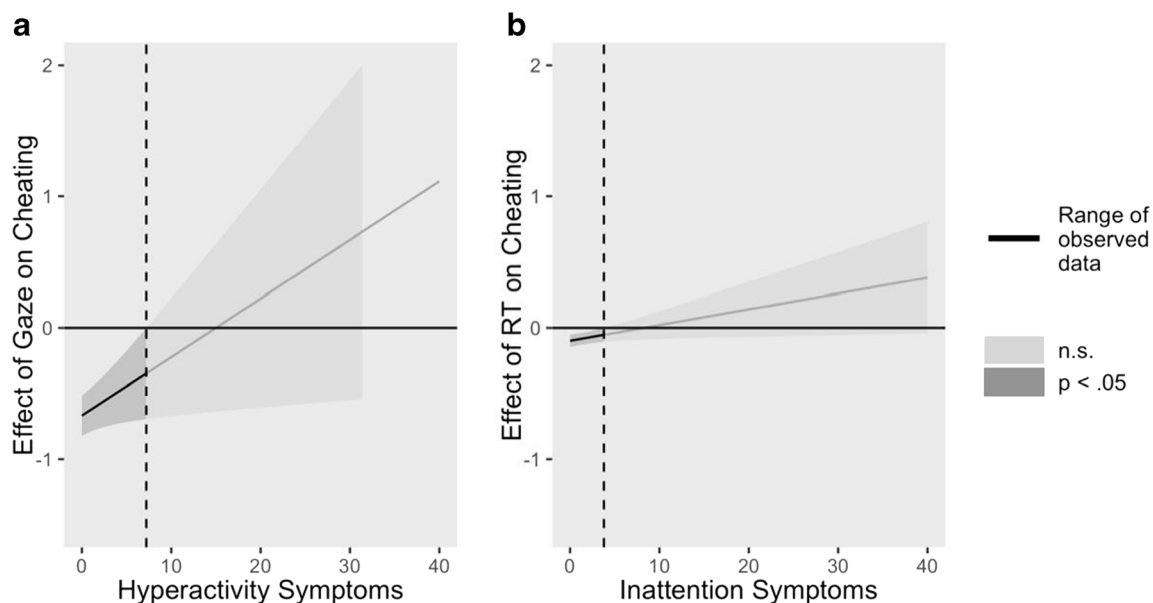 a
2
1
0
-1
0 10 20 30 40
Effect of Gaze on Cheating
Hyperactivity Symptoms
b
2
1
0
-1
0 10 20 30 40
Effect of RT on Cheating
Inattention Symptoms
Range of
observed
data
n.s.
p < .05